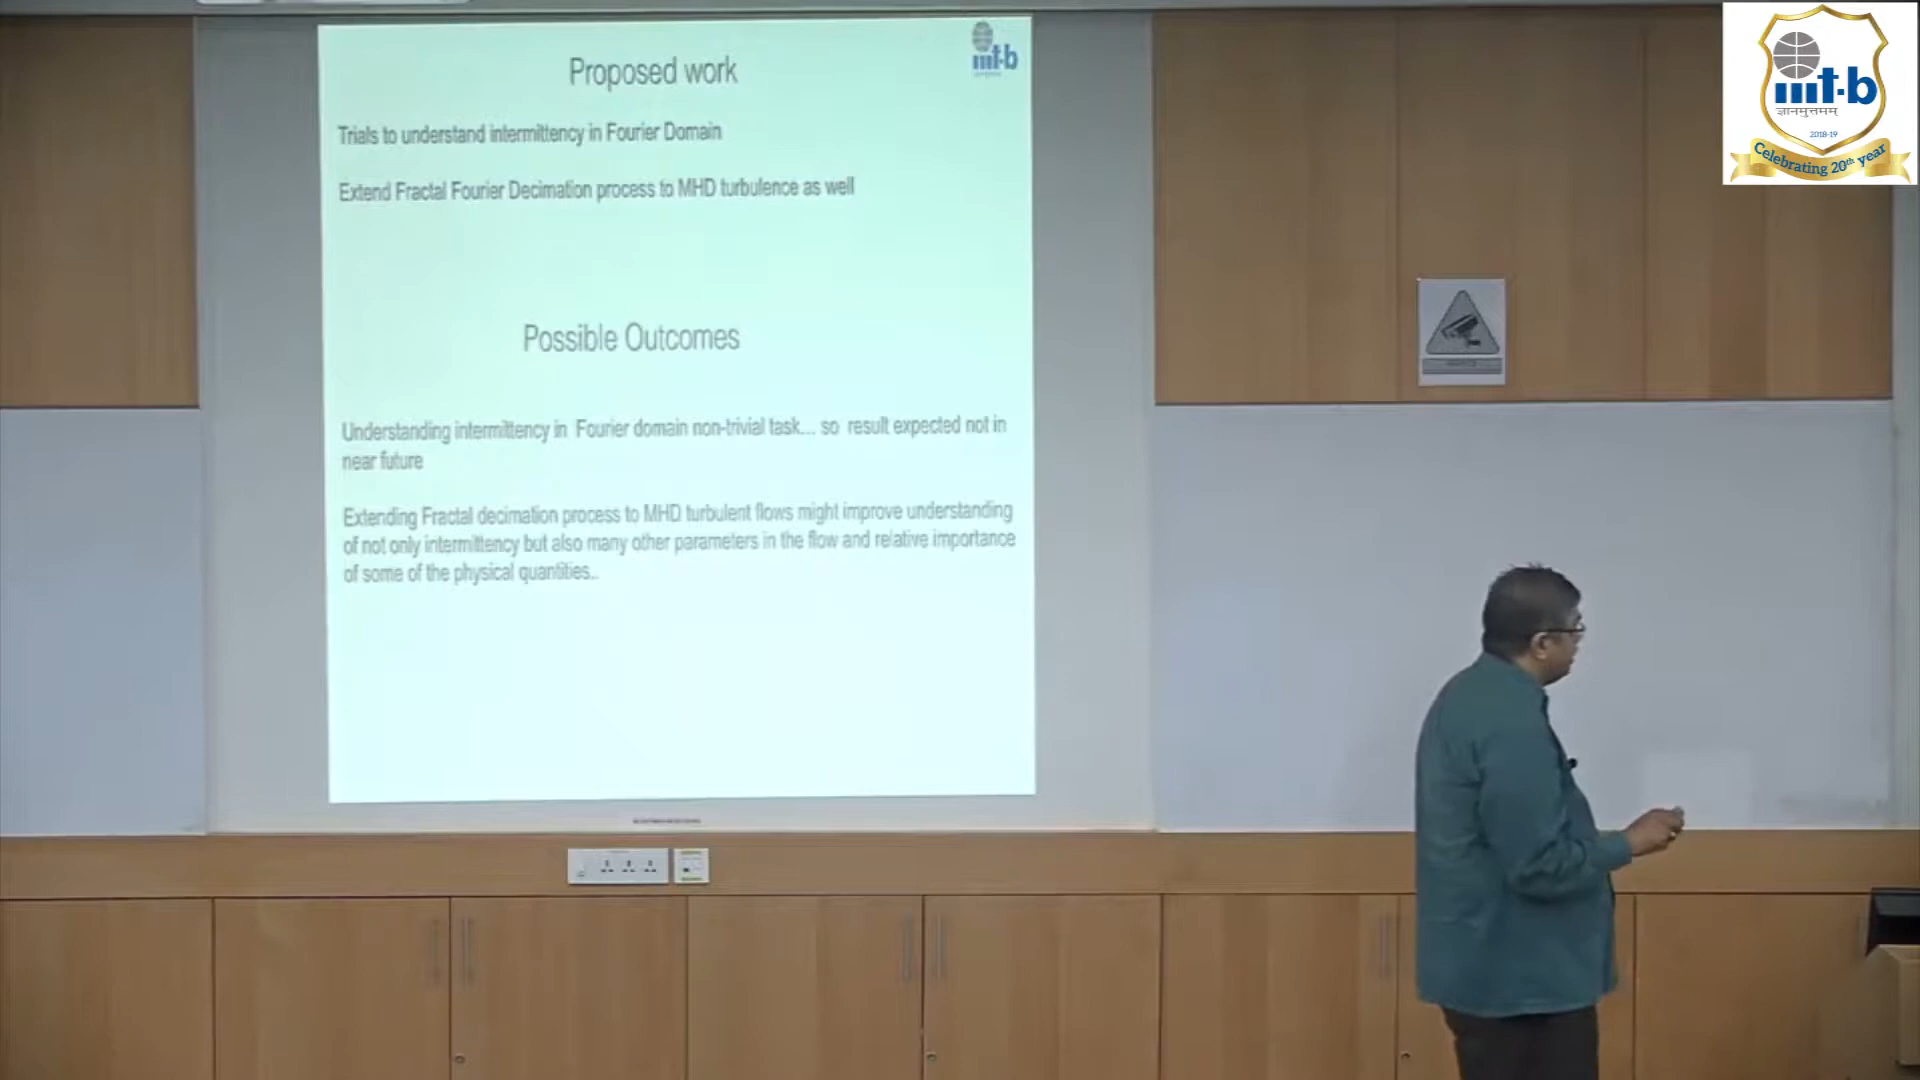 Proposed work
iiit-b
Trials to understand intermittency in Fourier Domain
Extend Fractal Fourier Decimation process to MHD turbulence as well
Possible Outcomes
Understanding intermittency in Fourier domain non-trivial task... so result expected not in
near future
Extending Fractal decimation process to MHD turbulent flows might improve understanding
of not only intermittency but also many other parameters in the flow and relative importance
of some of the physical quantities..
iiit-b
ज्ञानमुत्तमम्
2018-19
Celebrating 20th year